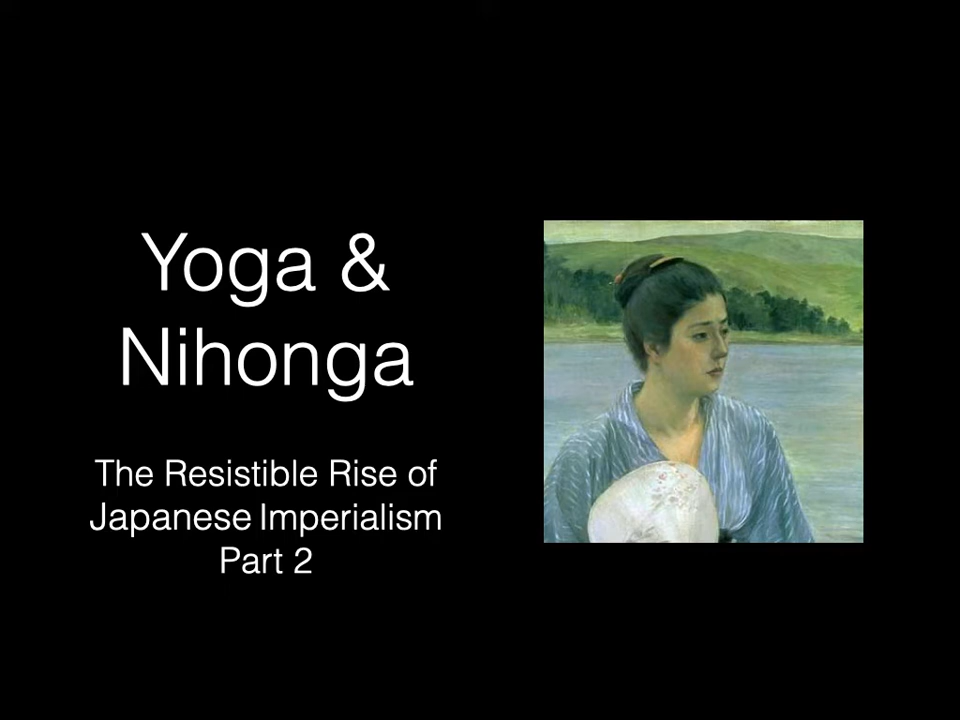 Yoga &
Nihonga
The Resistible Rise of
Japanese Imperialism
Part 2